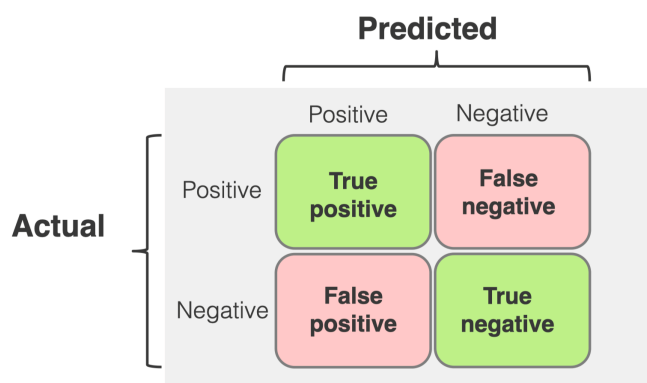 Predicted
Positive
Negative
Actual
Positive
True
positive
False
negative
Negative
False
positive
True
negative